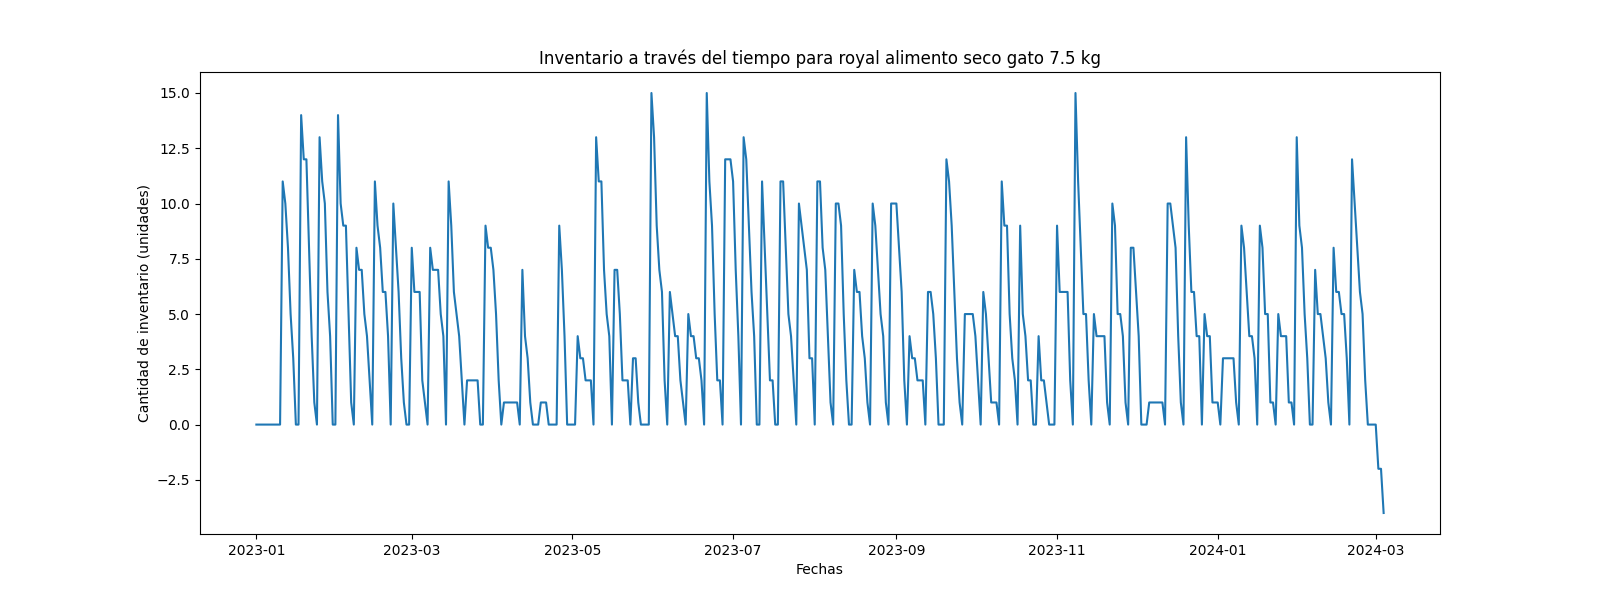 Inventario a través del tiempo para royal alimento seco gato 7.5 kg
Cantidad de inventario (unidades)
15.0
12.5
10.0
7.5
5.0
2.5
0.0
−2.5
2023-01 2023-03 2023-05 2023-07 2023-09 2023-11 2024-01 2024-03
Fechas